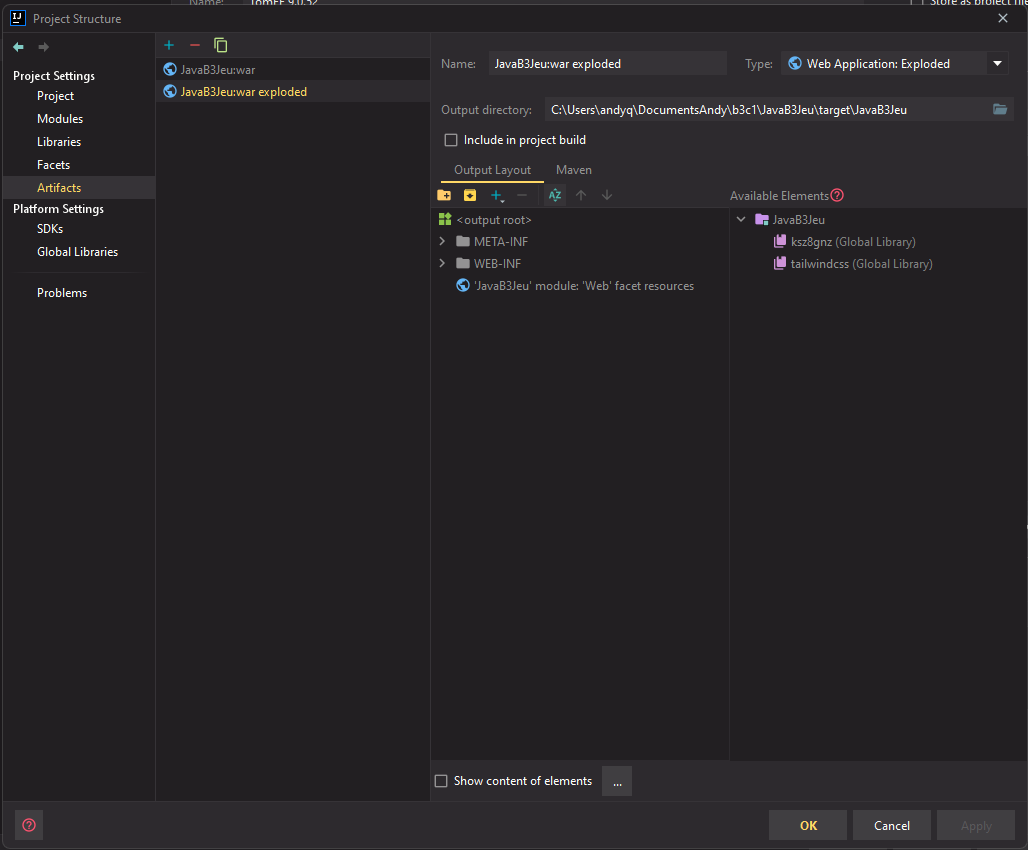 Name: TomEE 9.0.52 Store as project file
IJ Project Structure
Project Settings
Project
Modules
Libraries
Facets
Artifacts
Platform Settings
SDKs
Global Libraries
Problems
JavaB3Jeu:war
JavaB3Jeu:war exploded
Name: JavaB3Jeu:war exploded Type: Web Application: Exploded
Output directory: C:\Users\andyq\DocumentsAndy\b3c1\JavaB3Jeu\target\JavaB3Jeu
Include in project build
Output Layout Maven
AZ
Available Elements ?
<output root>
META-INF
WEB-INF
'JavaB3Jeu' module: 'Web' facet resources
JavaB3Jeu
ksz8gnz (Global Library)
tailwindcss (Global Library)
Show content of elements ...
? OK Cancel Apply